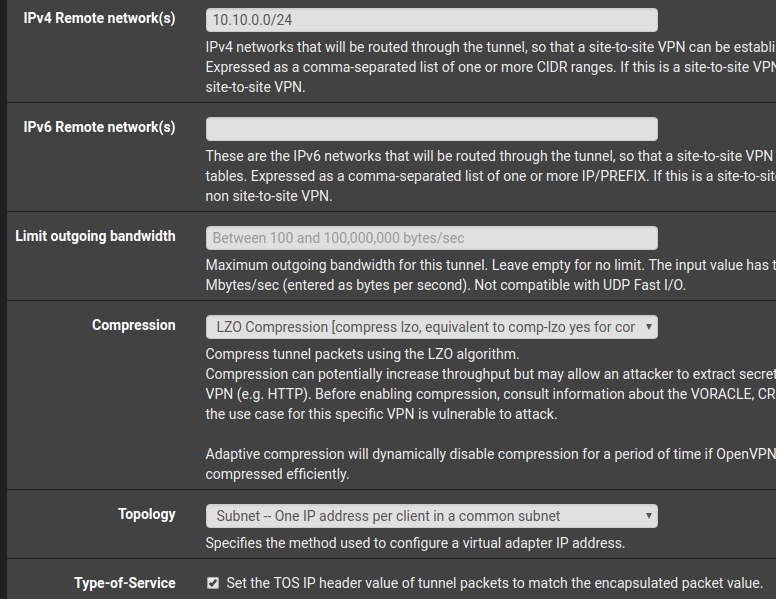 IPv4 Remote network(s)
10.10.0.0/24
IPv4 networks that will be routed through the tunnel, so that a site-to-site VPN can be establi
Expressed as a comma-separated list of one or more CIDR ranges. If this is a site-to-site VPN
site-to-site VPN.
IPv6 Remote network(s)
These are the IPv6 networks that will be routed through the tunnel, so that a site-to-site VPN
tables. Expressed as a comma-separated list of one or more IP/PREFIX. If this is a site-to-sit
non site-to-site VPN.
Limit outgoing bandwidth
Between 100 and 100,000,000 bytes/sec
Maximum outgoing bandwidth for this tunnel. Leave empty for no limit. The input value has t
Mbytes/sec (entered as bytes per second). Not compatible with UDP Fast I/O.
Compression
LZO Compression [compress lzo, equivalent to comp-lzo yes for cor
Compress tunnel packets using the LZO algorithm.
Compression can potentially increase throughput but may allow an attacker to extract secret
VPN (e.g. HTTP). Before enabling compression, consult information about the VORACLE, CR
the use case for this specific VPN is vulnerable to attack.
Adaptive compression will dynamically disable compression for a period of time if OpenVPN
compressed efficiently.
Topology
Subnet -- One IP address per client in a common subnet
Specifies the method used to configure a virtual adapter IP address.
Type-of-Service
Set the TOS IP header value of tunnel packets to match the encapsulated packet value.